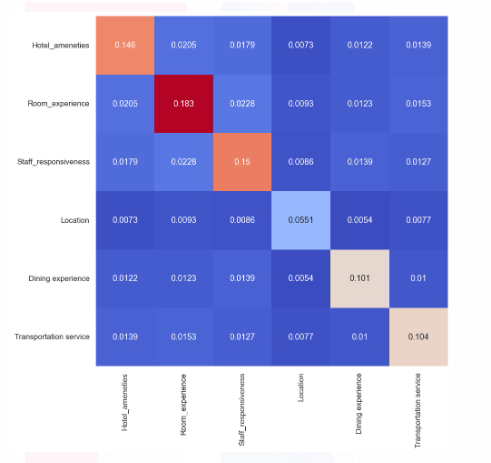 Hotel_ameneties 0.146 0.0205 0.0179 0.0073 0.0122 0.0139
Room_experience 0.0205 0.183 0.0228 0.0093 0.0123 0.0153
Staff_responsiveness 0.0179 0.0228 0.15 0.0086 0.0139 0.0127
Location 0.0073 0.0093 0.0086 0.0551 0.0054 0.0077
Dining experience 0.0122 0.0123 0.0139 0.0054 0.101 0.01
Transportation service 0.0139 0.0153 0.0127 0.0077 0.01 0.104
Hotel_ameneties
Room_experience
Staff_responsiveness
Location
Dining experience
Transportation service